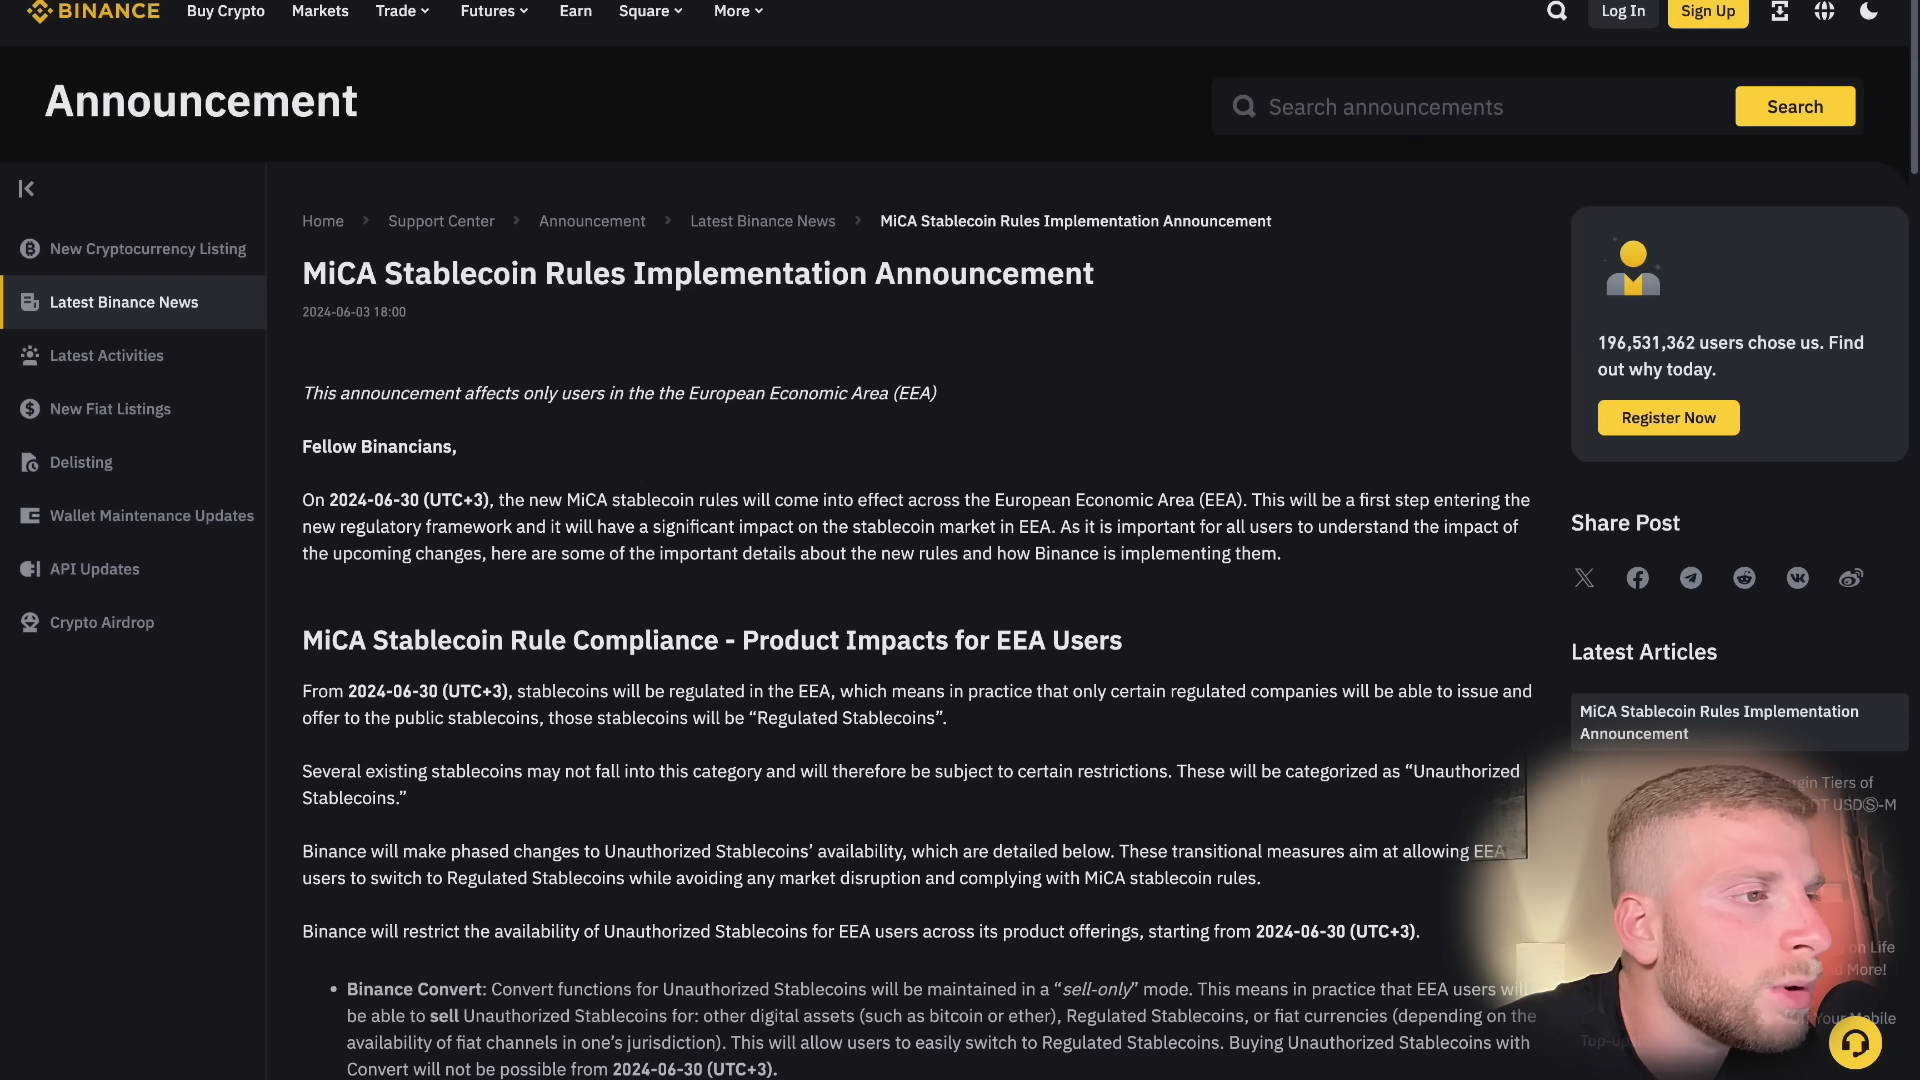 BINANCE
Buy Crypto
Markets
Trade
Futures
Earn
Square
More
Log In
Sign Up
Announcement
Search announcements
Search
New Cryptocurrency Listing
Latest Binance News
Latest Activities
New Fiat Listings
Delisting
Wallet Maintenance Updates
API Updates
Crypto Airdrop
Home
Support Center
Announcement
Latest Binance News
MiCA Stablecoin Rules Implementation Announcement
MiCA Stablecoin Rules Implementation Announcement
2024-06-03 18:00
This announcement affects only users in the the European Economic Area (EEA)
Fellow Binancians,
On 2024-06-30 (UTC+3), the new MiCA stablecoin rules will come into effect across the European Economic Area (EEA). This will be a first step entering the
new regulatory framework and it will have a significant impact on the stablecoin market in EEA. As it is important for all users to understand the impact of
the upcoming changes, here are some of the important details about the new rules and how Binance is implementing them.
MiCA Stablecoin Rule Compliance - Product Impacts for EEA Users
From 2024-06-30 (UTC+3), stablecoins will be regulated in the EEA, which means in practice that only certain regulated companies will be able to issue and
offer to the public stablecoins, those stablecoins will be “Regulated Stablecoins”.
Several existing stablecoins may not fall into this category and will therefore be subject to certain restrictions. These will be categorized as “Unauthorized
Stablecoins.”
Binance will make phased changes to Unauthorized Stablecoins’ availability, which are detailed below. These transitional measures aim at allowing EEA
users to switch to Regulated Stablecoins while avoiding any market disruption and complying with MiCA stablecoin rules.
Binance will restrict the availability of Unauthorized Stablecoins for EEA users across its product offerings, starting from 2024-06-30 (UTC+3).
• Binance Convert: Convert functions for Unauthorized Stablecoins will be maintained in a “sell-only” mode. This means in practice that EEA users will
be able to sell Unauthorized Stablecoins for: other digital assets (such as bitcoin or ether), Regulated Stablecoins, or fiat currencies (depending on the
availability of fiat channels in one’s jurisdiction). This will allow users to easily switch to Regulated Stablecoins. Buying Unauthorized Stablecoins with
Convert will not be possible from 2024-06-30 (UTC+3).
196,531,362 users chose us. Find
out why today.
Register Now
Share Post
Latest Articles
MiCA Stablecoin Rules Implementation
Announcement
Tiers of
USDⓈ-M
on Life
More!
Your Mobile